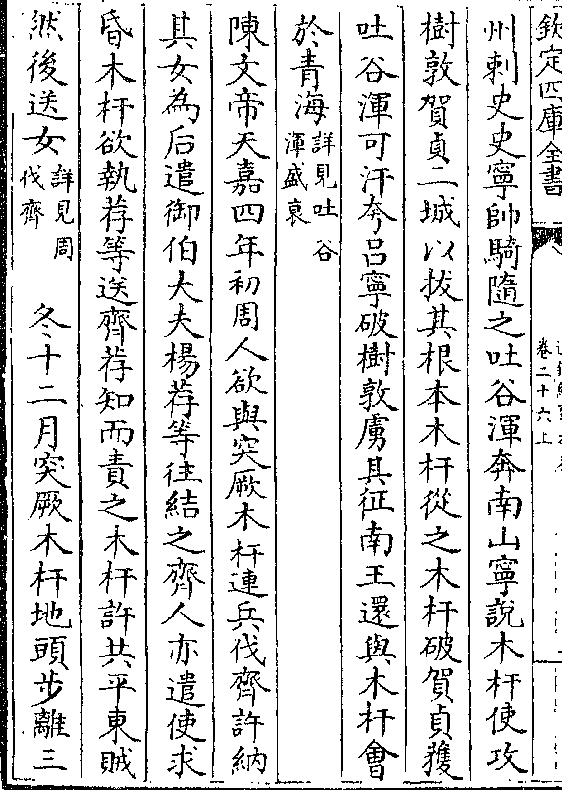 欽定四庫全書
卷二十六上
州刺史史寧帥騎隨之吐谷渾奔南山寧說木杆使攻
樹敦賀真二城以拔其根本木杆從之木杆破賀真獲
吐谷渾可汗夸呂寧破樹敦虜其征南王還與木杆會
於青海詳見吐谷渾盛衰
陳文帝天嘉四年初周人欲與突厥木杆連兵伐齊許納
其女為后遣御伯大夫楊荐等往結之齊人亦遣使求
昏木杆欲執荐等送齊荐知而責之木杆許共平東賊
然後送女詳見周伐齊 冬十二月突厥木杆地頭步離三